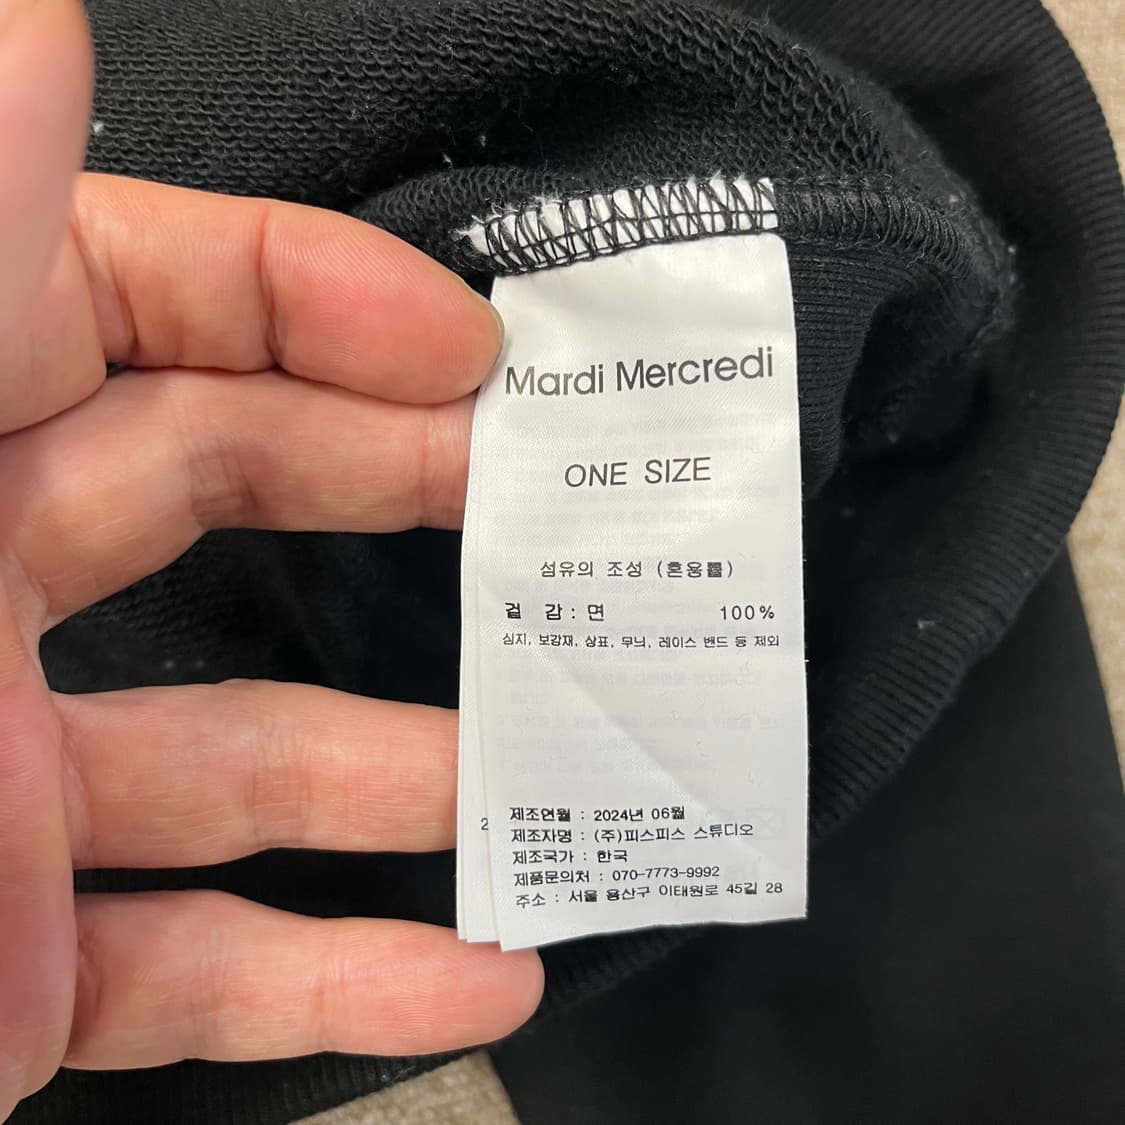 Mardi Mercredi
ONE SIZE
섬유의 조성 (혼용률)
겉 감 : 면 100%
심지, 보강재, 상표, 무늬, 레이스 밴드 등 제외
제조연월 : 2024년 06월
제조자명 : (주)피스피스 스튜디오
제조국가 : 한국
제품문의처 : 070-7773-9992
주소 : 서울 용산구 이태원로 45길 28